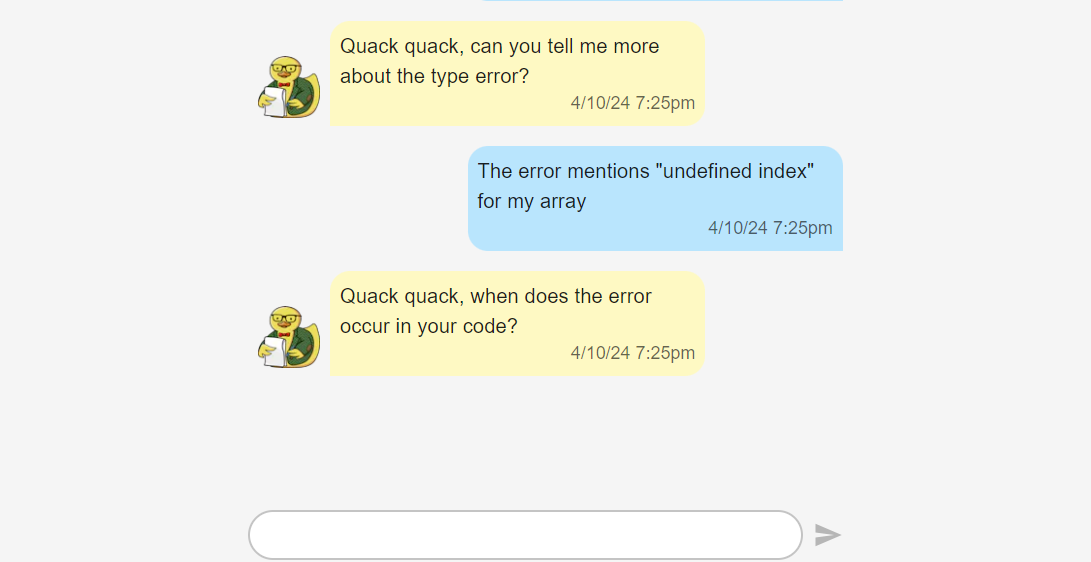 Quack quack, can you tell me more
about the type error?
4/10/24 7:25pm
The error mentions "undefined index"
for my array
4/10/24 7:25pm
Quack quack, when does the error
occur in your code?
4/10/24 7:25pm